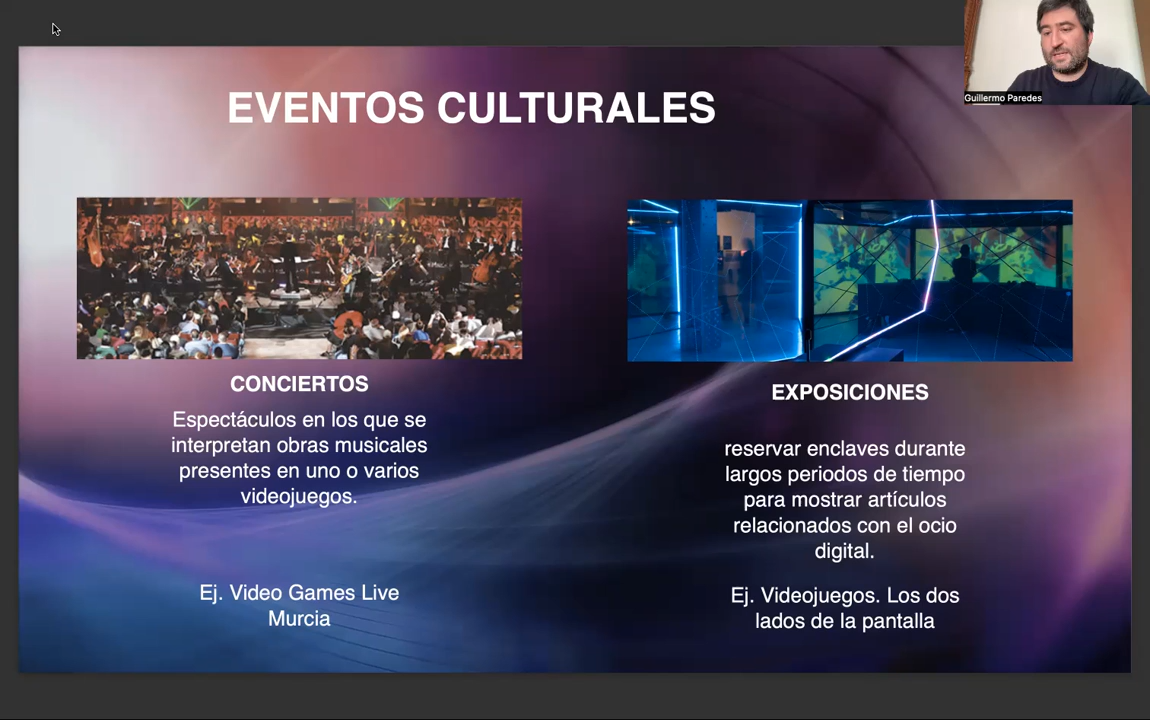 Guillermo Paredes
EVENTOS CULTURALES
CONCIERTOS
Espectáculos en los que se
interpretan obras musicales
presentes en uno o varios
videojuegos.
Ej. Video Games Live
Murcia
EXPOSICIONES
reservar enclaves durante
largos periodos de tiempo
para mostrar artículos
relacionados con el ocio
digital.
Ej. Videojuegos. Los dos
lados de la pantalla